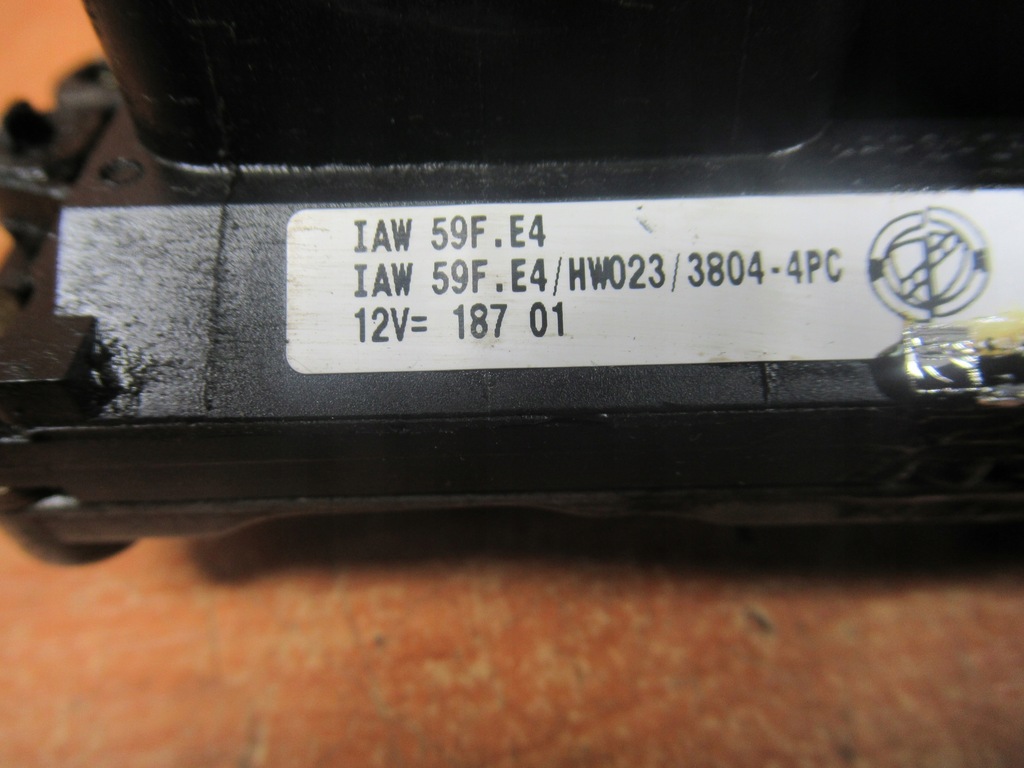 IAW 59F.E4
IAW 59F.E4/HW023/3804-4PC
12V= 187 01